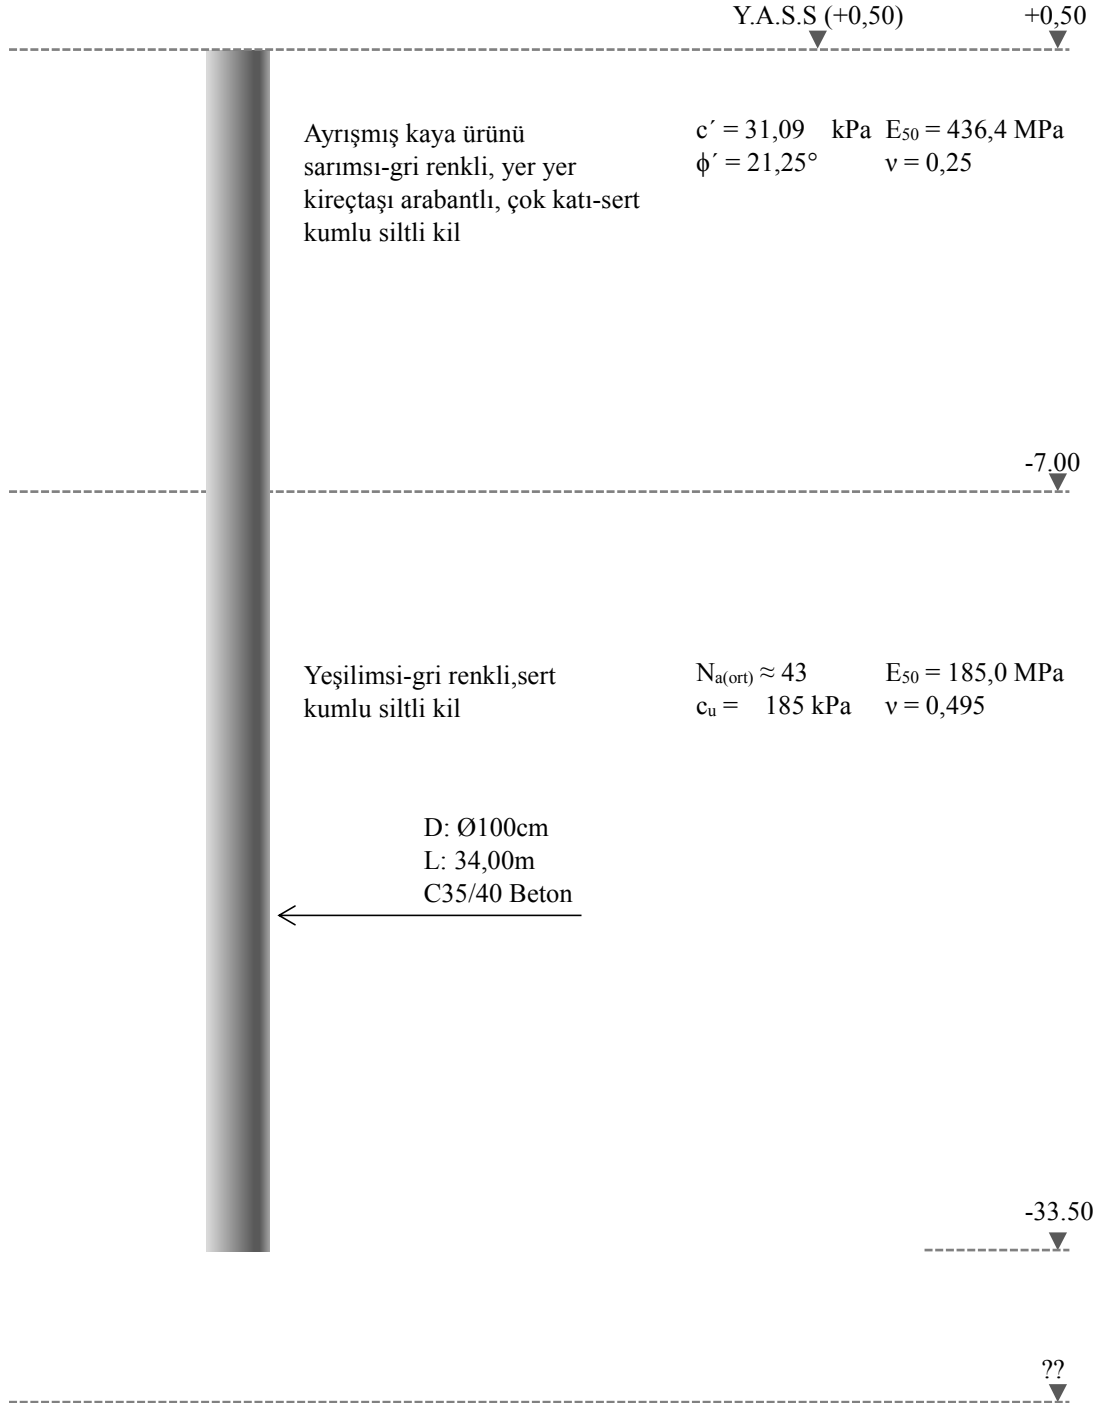 Y.A.S.S (+0,50) +0,50
Ayrışmış kaya ürünü
sarımsı-gri renkli, yer yer
kireçtaşı arabantlı, çok katı-sert
kumlu siltli kil
c´ = 31,09 kPa E50 = 436,4 MPa
ϕ´ = 21,25° ν = 0,25
-7.00
Yeşilimsi-gri renkli,sert
kumlu siltli kil
Na(ort) ≈ 43 E50 = 185,0 MPa
cu = 185 kPa ν = 0,495
D: Ø100cm
L: 34,00m
C35/40 Beton
-33.50
??